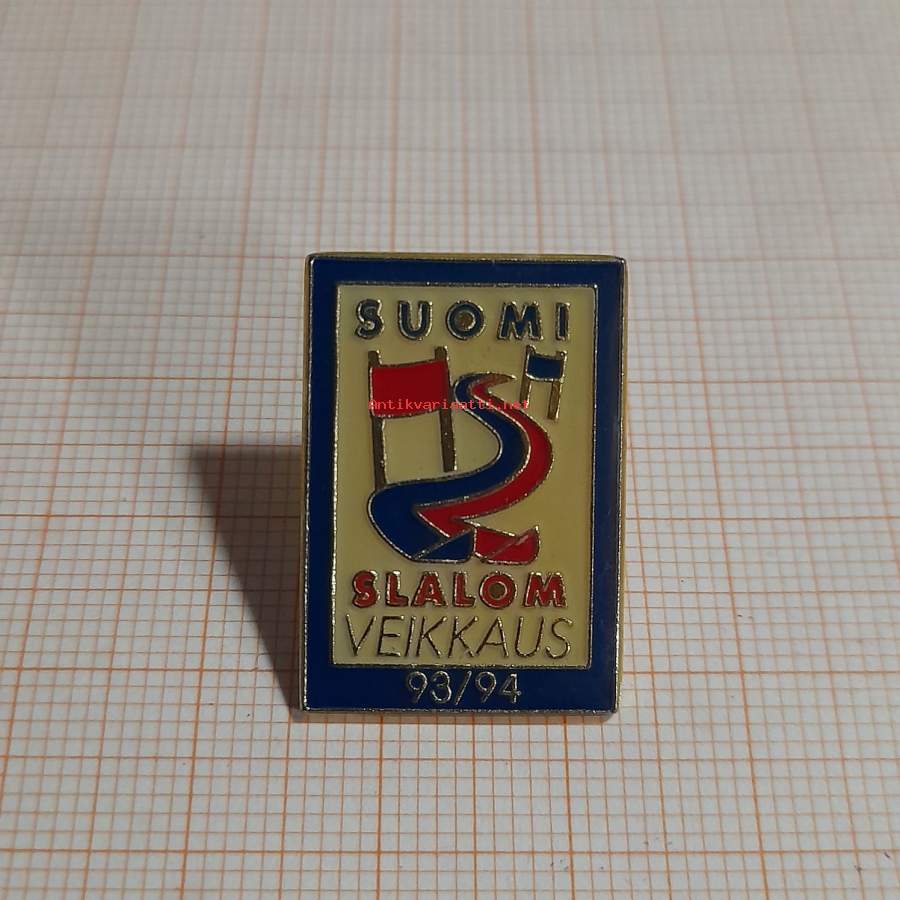 SUOMI
Antikvariaatti.net
SLALOM
VEIKKAUS
93/94